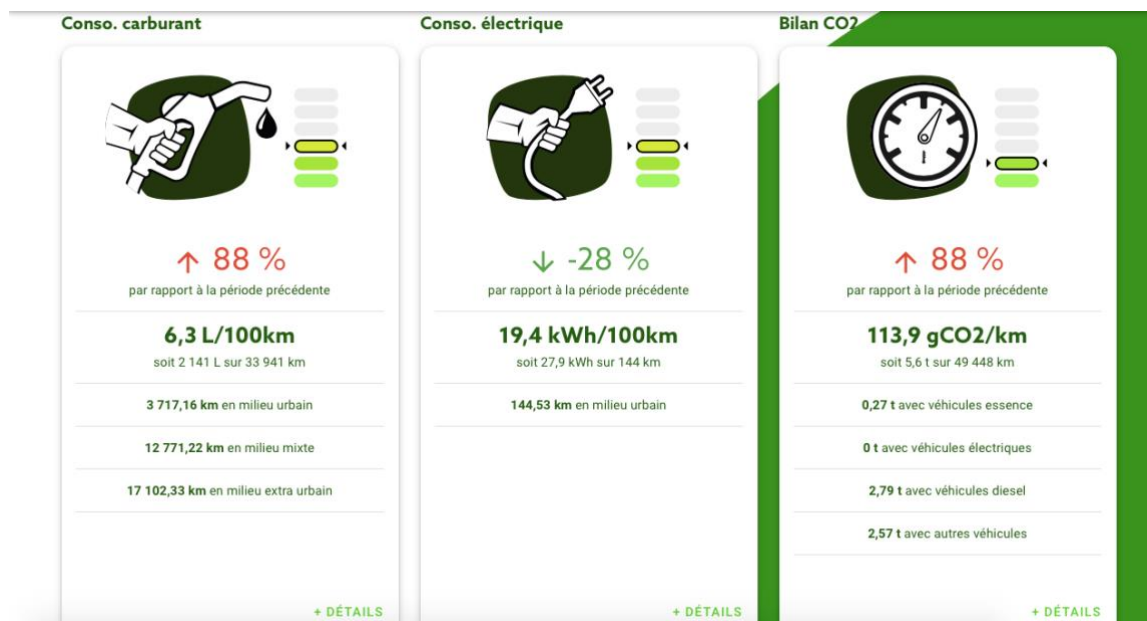 Conso. carburant
↑ 88 %
par rapport à la période précédente
6,3 L/100km
soit 2 141 L sur 33 941 km
3 717,16 km en milieu urbain
12 771,22 km en milieu mixte
17 102,33 km en milieu extra urbain
+ DÉTAILS
Conso. électrique
↓ -28 %
par rapport à la période précédente
19,4 kWh/100km
soit 27,9 kWh sur 144 km
144,53 km en milieu urbain
+ DÉTAILS
Bilan CO2
↑ 88 %
par rapport à la période précédente
113,9 gCO2/km
soit 5,6 t sur 49 448 km
0,27 t avec véhicules essence
0 t avec véhicules électriques
2,79 t avec véhicules diesel
2,57 t avec autres véhicules
+ DÉTAILS